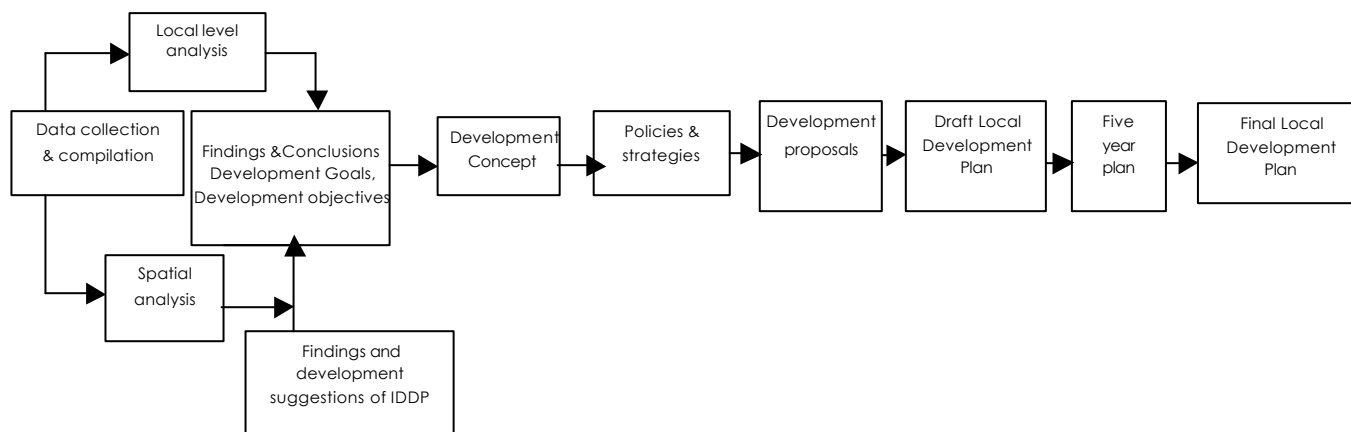 Local level
analysis
Data collection
& compilation
Findings &Conclusions
Development Goals,
Development objectives
Development
Concept
Policies &
strategies
Development
proposals
Draft Local
Development
Plan
Five
year
plan
Final Local
Development
Plan
Spatial
analysis
Findings and
development
suggestions of IDDP